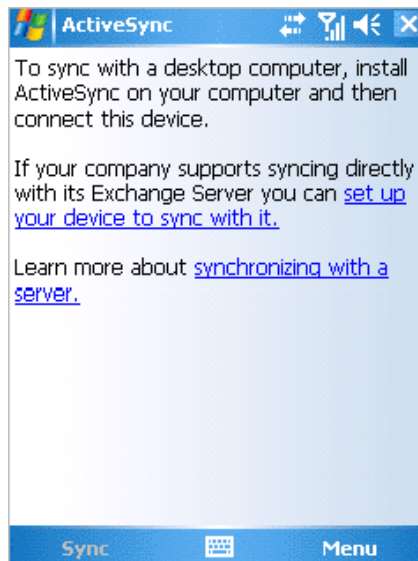 ActiveSync
To sync with a desktop computer, install
ActiveSync on your computer and then
connect this device.
If your company supports syncing directly
with its Exchange Server you can set up
your device to sync with it.
Learn more about synchronizing with a
server.
Sync Menu